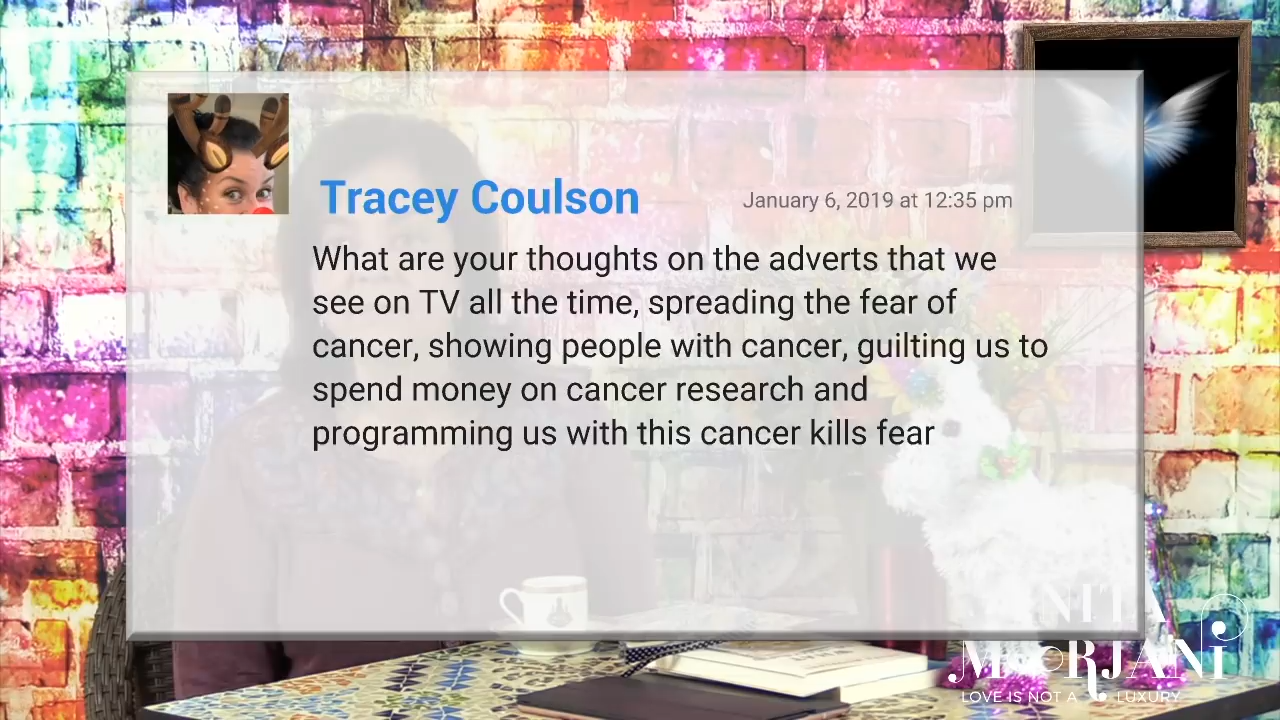 Tracey Coulson
January 6, 2019 at 12:35 pm
What are your thoughts on the adverts that we
see on TV all the time, spreading the fear of
cancer, showing people with cancer, guilting us to
spend money on cancer research and
programming us with this cancer kills fear
ANITA
MOORJANI
LOVE IS NOT A LUXURY